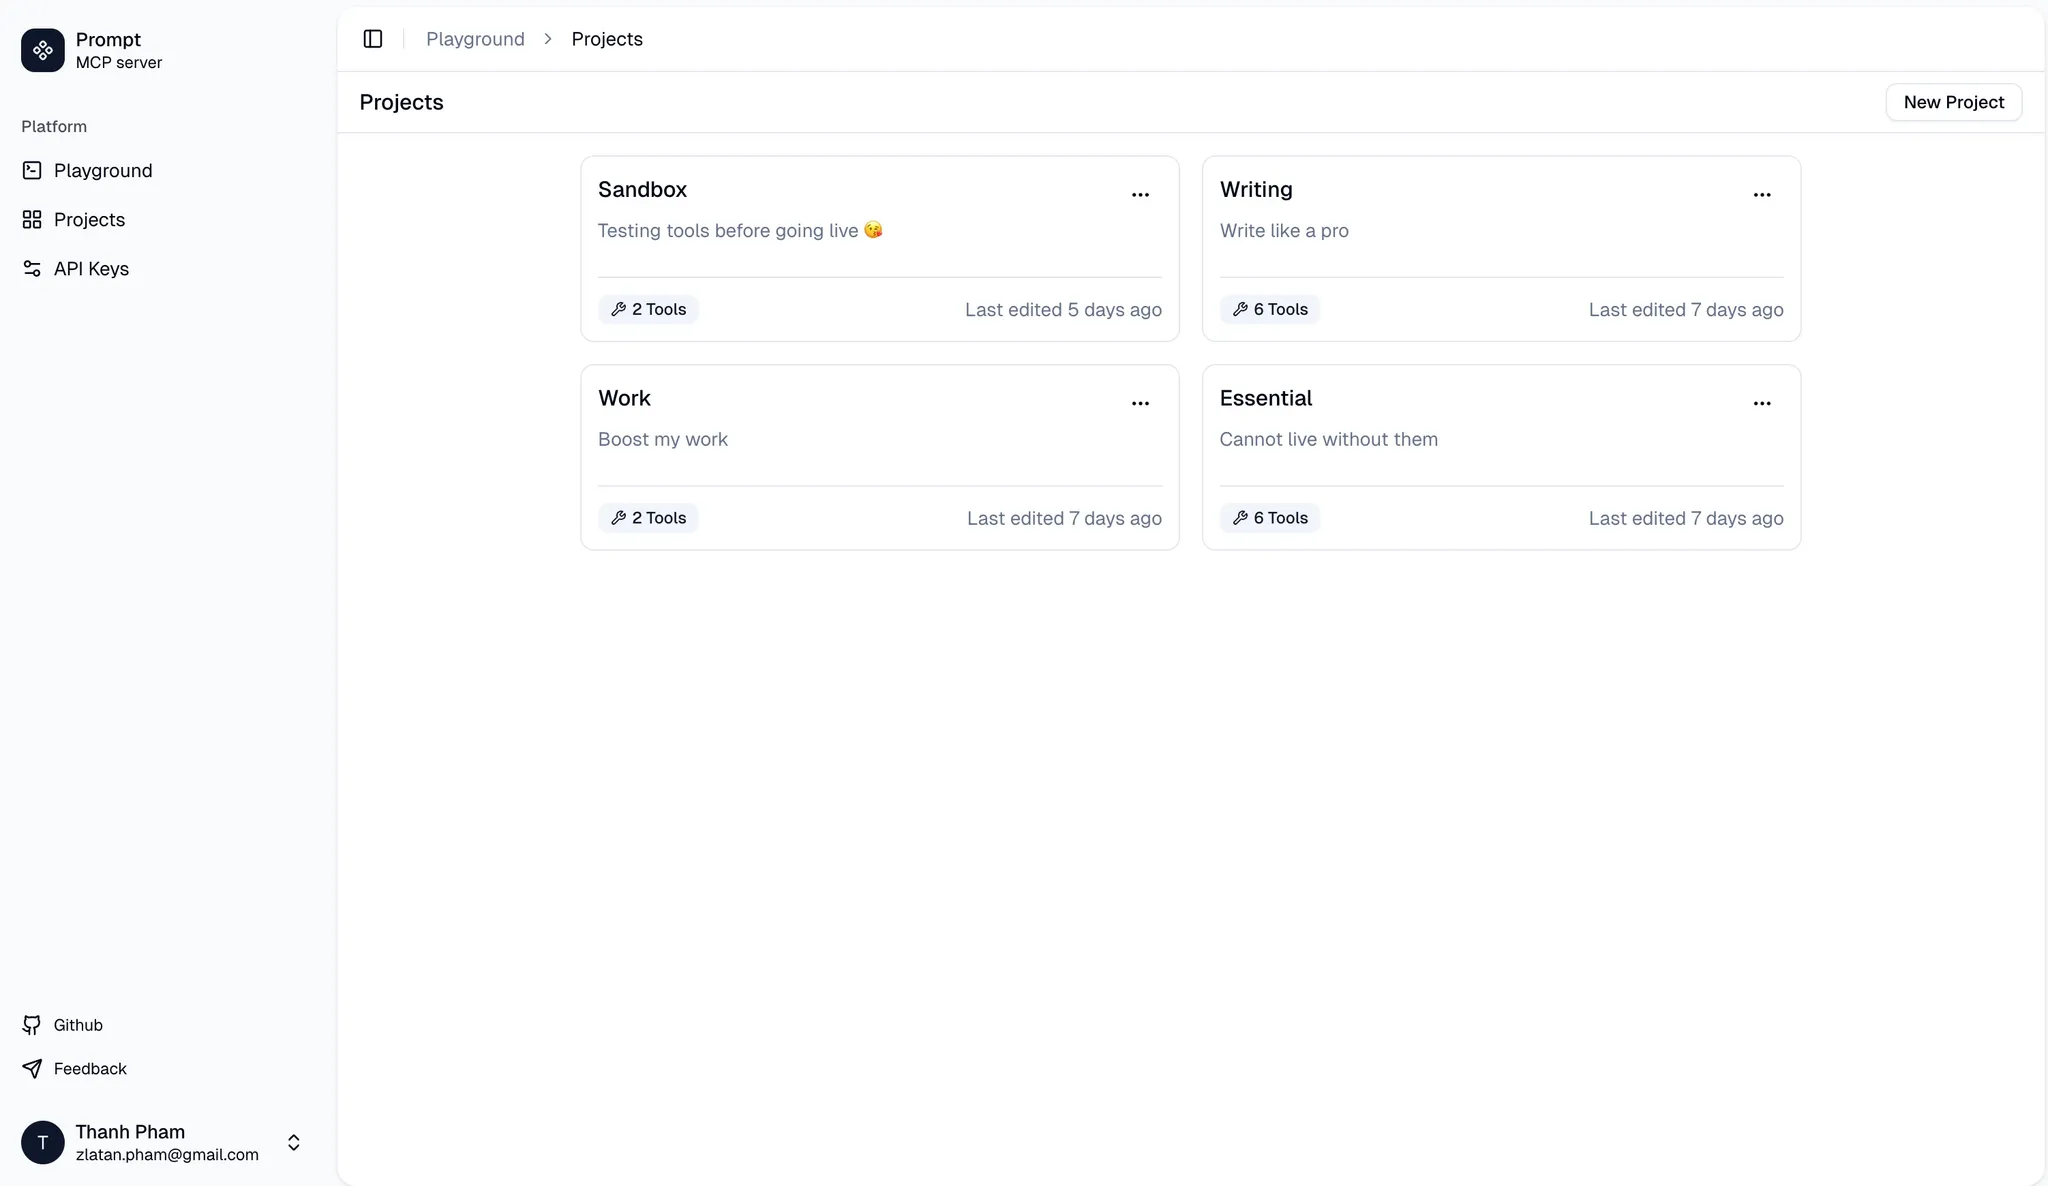 Prompt
MCP server
Platform
Playground
Projects
API Keys
Github
Feedback
T
Thanh Pham
zlatan.pham@gmail.com
Playground > Projects
Projects
New Project
Sandbox
Testing tools before going live 😘
2 Tools
Last edited 5 days ago
Writing
Write like a pro
6 Tools
Last edited 7 days ago
Work
Boost my work
2 Tools
Last edited 7 days ago
Essential
Cannot live without them
6 Tools
Last edited 7 days ago